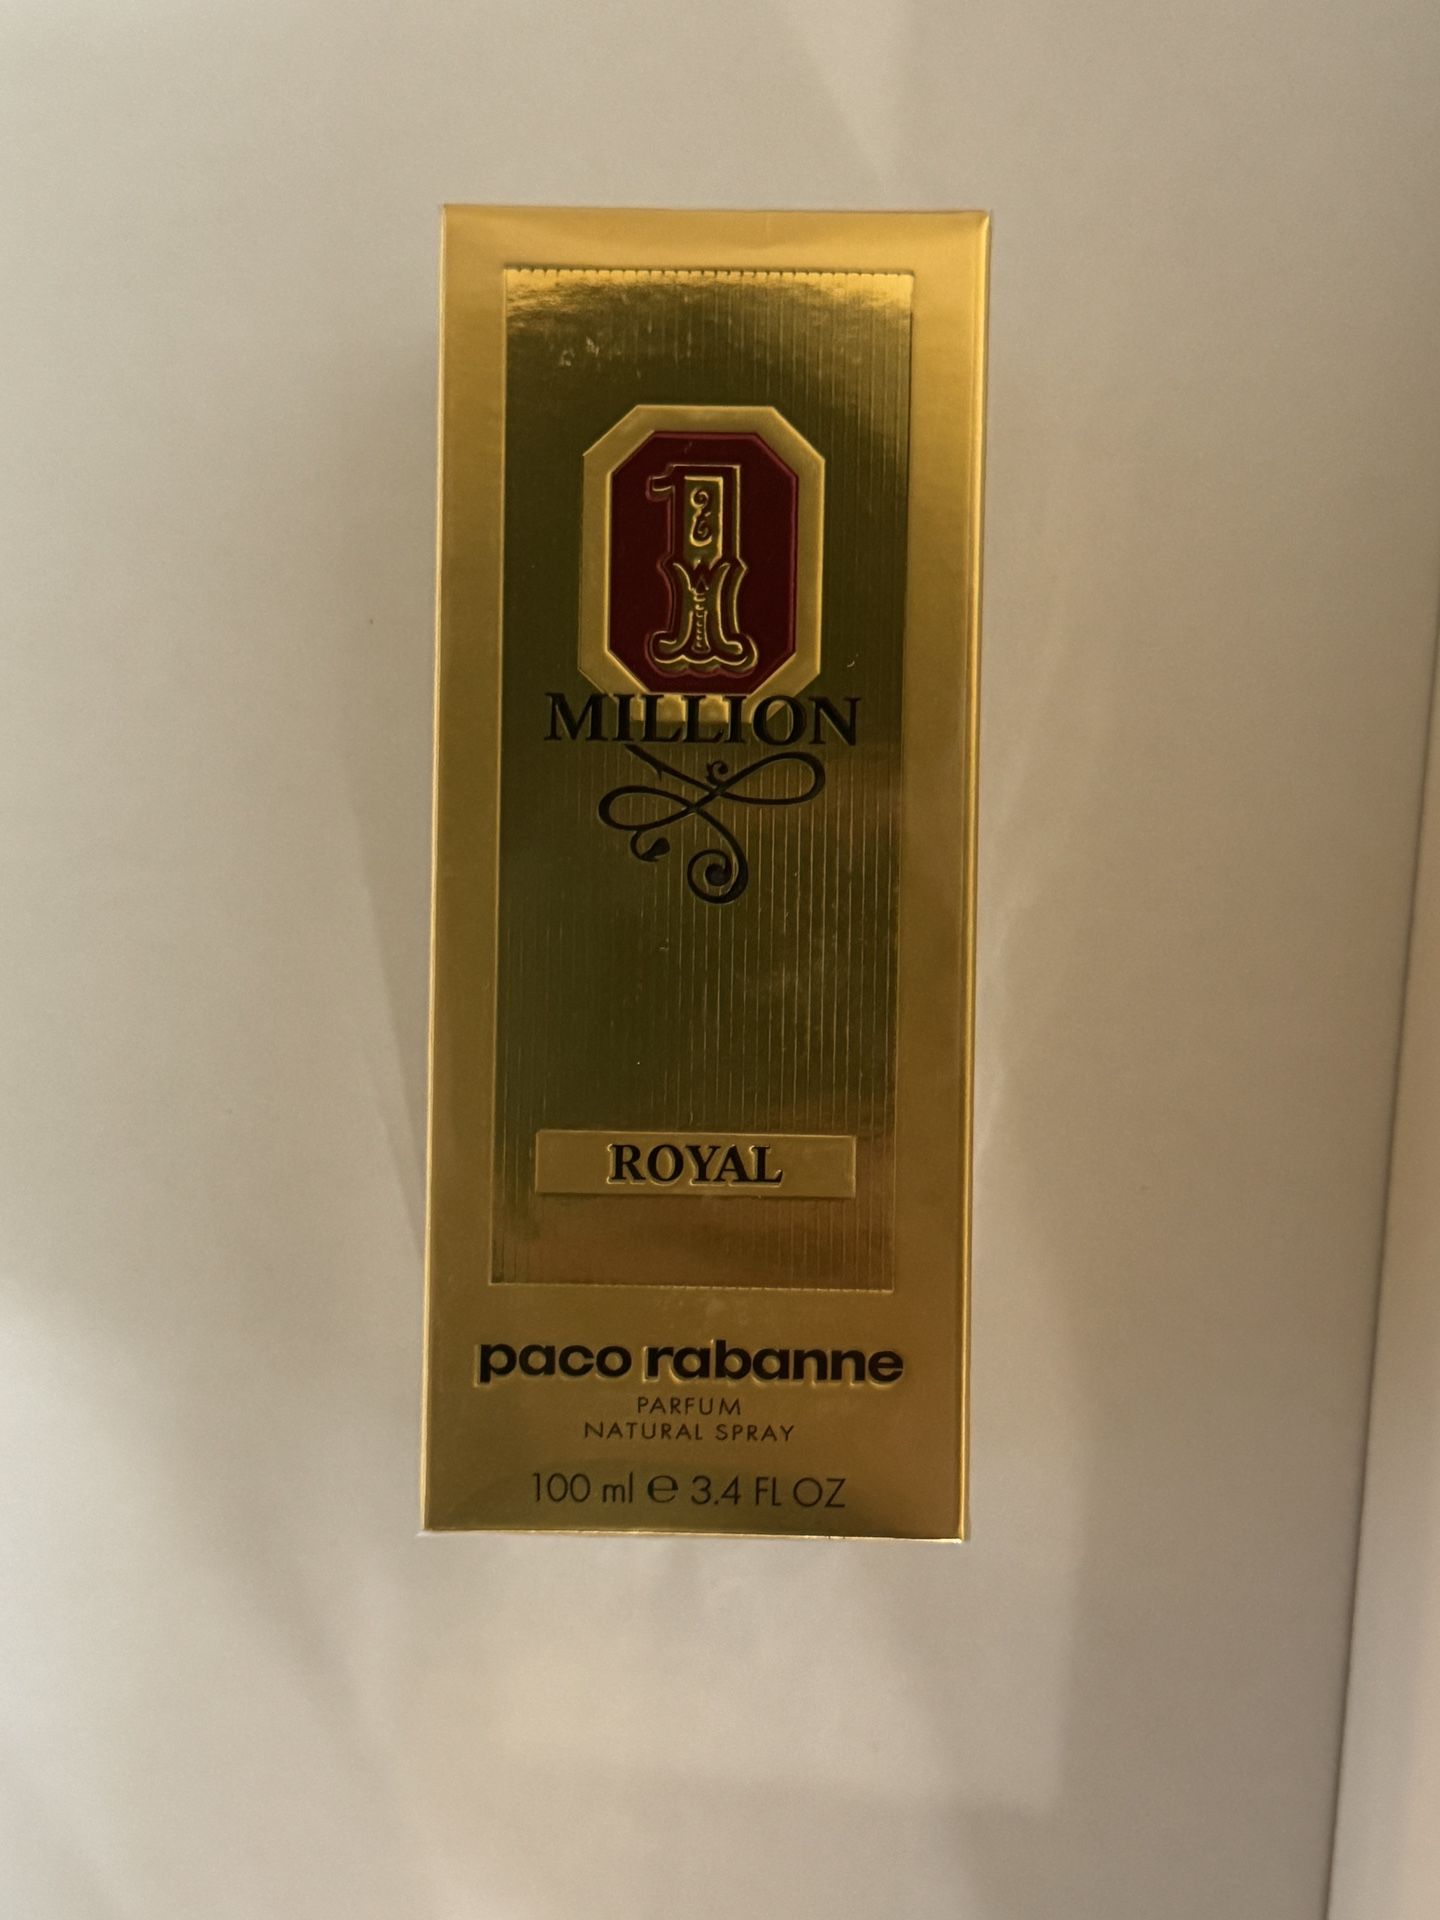 1
MILLION
ROYAL
paco rabanne
PARFUM
NATURAL SPRAY
100 ml ℮ 3.4 FL OZ